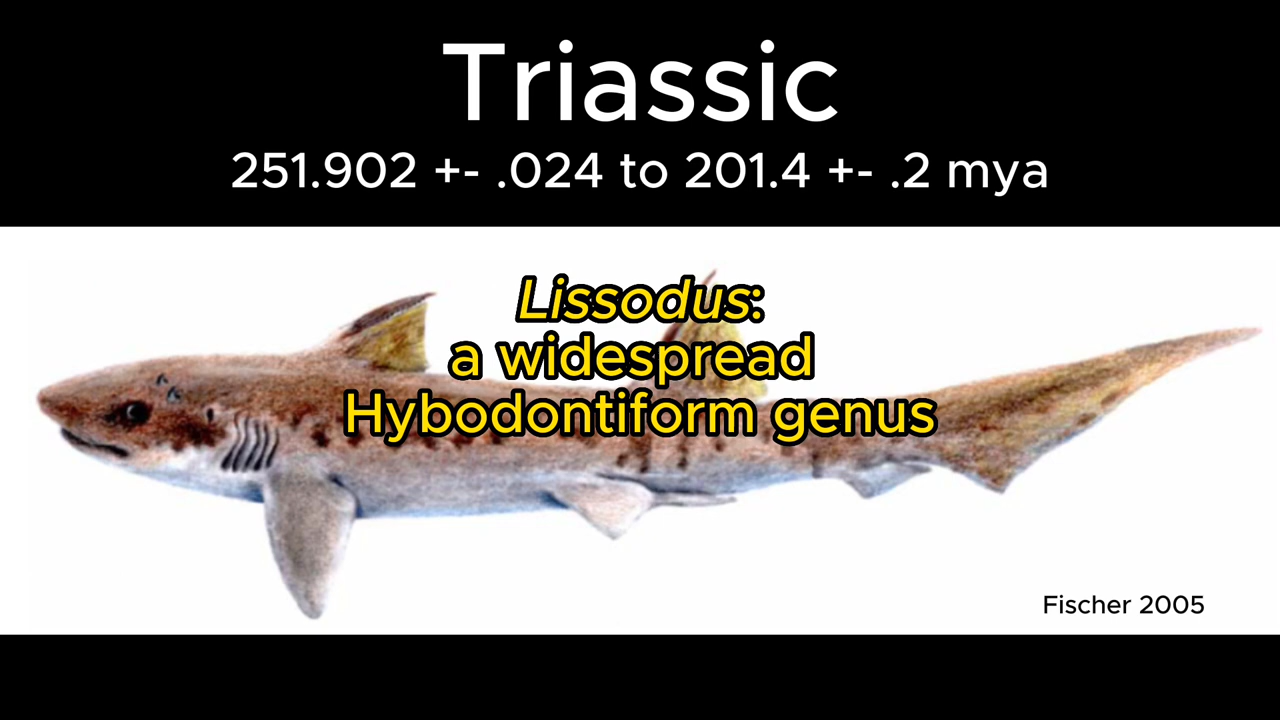 Triassic
251.902 +- .024 to 201.4 +- .2 mya
Lissodus:
a widespread
Hybodontiform genus
Fischer 2005